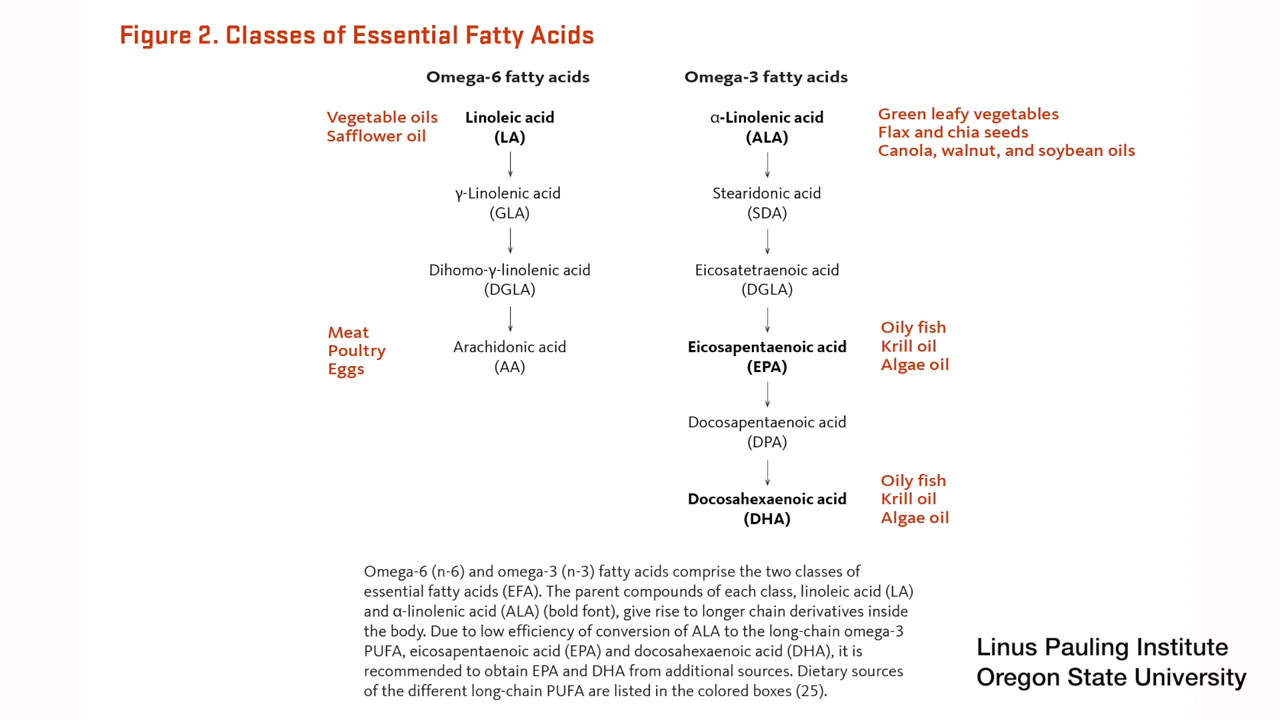 Figure 2. Classes of Essential Fatty Acids
Omega-6 fatty acids
Omega-3 fatty acids
Vegetable oils
Safflower oil
Linoleic acid
(LA)
α-Linolenic acid
(ALA)
Green leafy vegetables
Flax and chia seeds
Canola, walnut, and soybean oils
γ-Linolenic acid
(GLA)
Stearidonic acid
(SDA)
Dihomo-γ-linolenic acid
(DGLA)
Eicosatetraenoic acid
(DGLA)
Meat
Poultry
Eggs
Arachidonic acid
(AA)
Eicosapentaenoic acid
(EPA)
Oily fish
Krill oil
Algae oil
Docosapentaenoic acid
(DPA)
Docosahexaenoic acid
(DHA)
Oily fish
Krill oil
Algae oil
Omega-6 (n-6) and omega-3 (n-3) fatty acids comprise the two classes of
essential fatty acids (EFA). The parent compounds of each class, linoleic acid (LA)
and α-linolenic acid (ALA) (bold font), give rise to longer chain derivatives inside
the body. Due to low efficiency of conversion of ALA to the long-chain omega-3
PUFA, eicosapentaenoic acid (EPA) and docosahexaenoic acid (DHA), it is
recommended to obtain EPA and DHA from additional sources. Dietary sources
of the different long-chain PUFA are listed in the colored boxes (25).
Linus Pauling Institute
Oregon State University